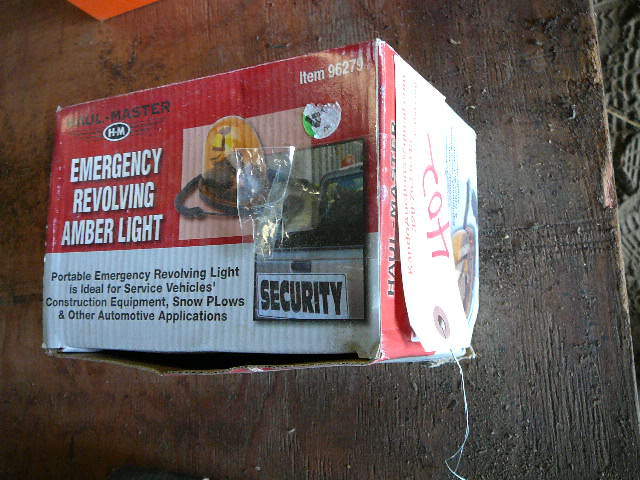 Item 96279
HAUL-MASTER
H-M
EMERGENCY
REVOLVING
AMBER LIGHT
Portable Emergency Revolving Light
is Ideal for Service Vehicles'
Construction Equipment, Snow PLows
& Other Automotive Applications
SECURITY
HAUL-MASTER